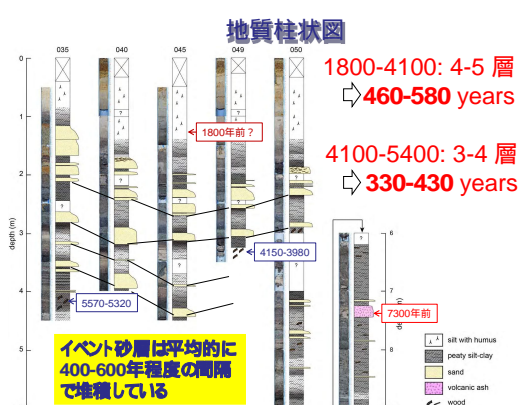 地質柱状図
035
040
045
049
050
1800-4100: 4-5 層
460-580 years
4100-5400: 3-4 層
330-430 years
0
1
2
3
4
5
depth (m)
?
?
?
?
?
?
?
?
?
?
1800年前？
4150-3980
5570-5320
6
7
8
?
7300年前
イベント砂層は平均的に
400-600年程度の間隔
で堆積している
silt with humus
peaty silt-clay
sand
volcanic ash
wood